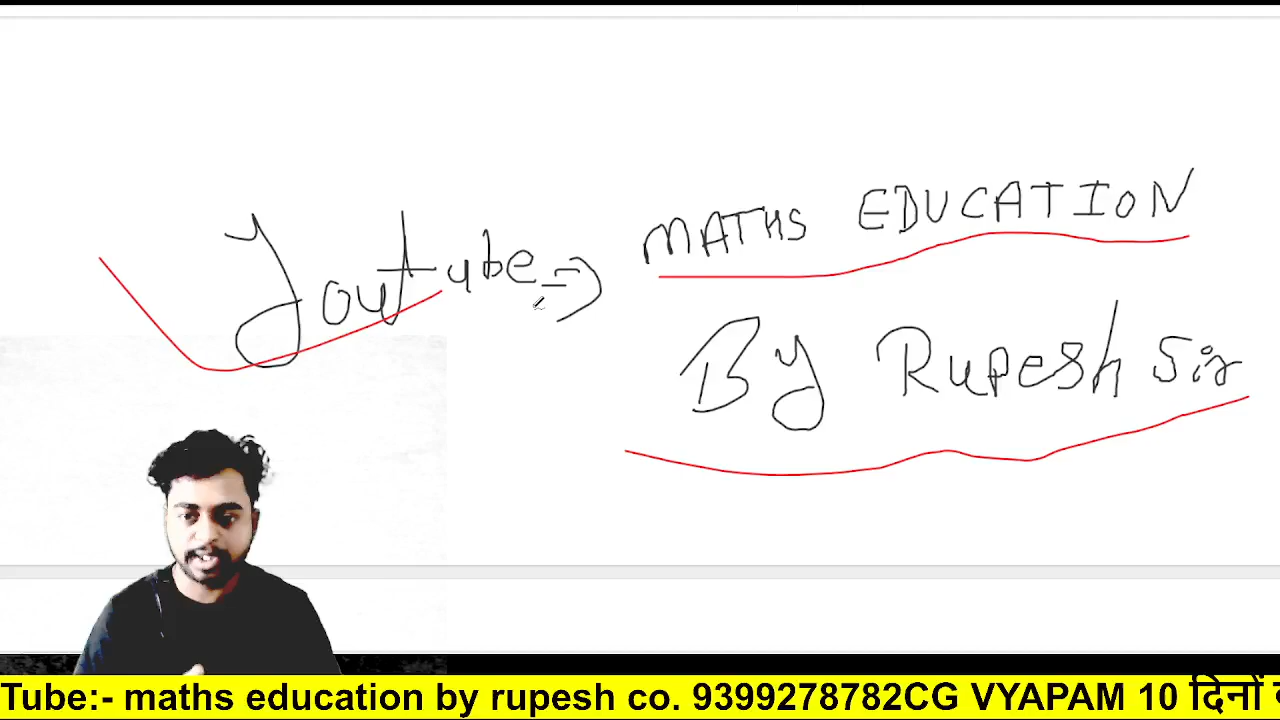 Youtube => MATHS EDUCATION
By Rupesh Sir
Tube:- maths education by rupesh co. 9399278782CG VYAPAM 10 दिनों